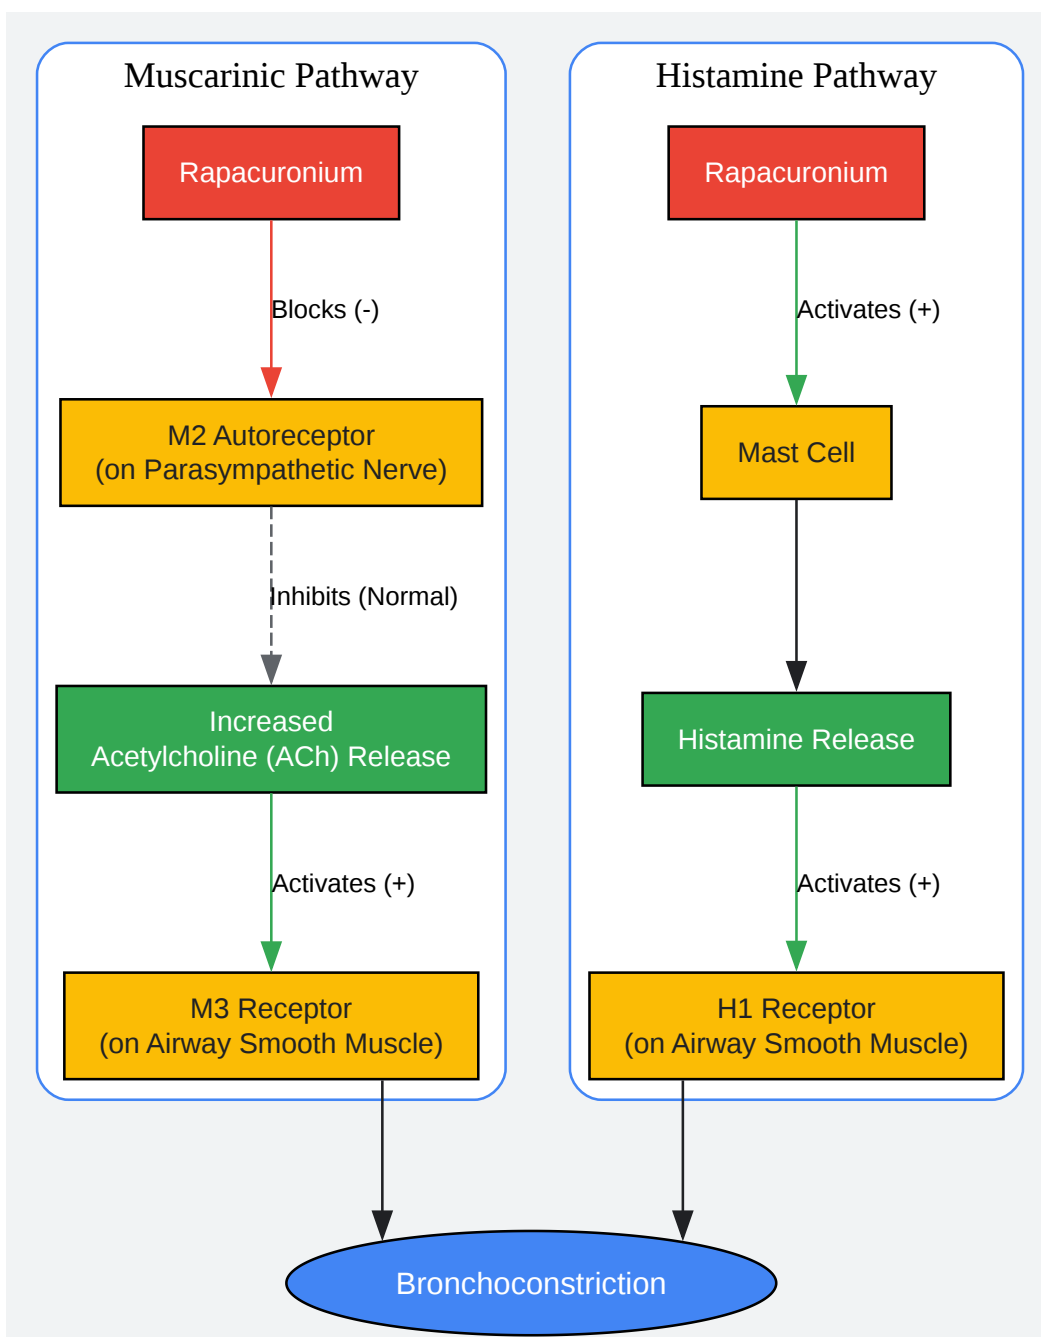 Muscarinic Pathway
Rapacuronium
Blocks (-)
M2 Autoreceptor
(on Parasympathetic Nerve)
Inhibits (Normal)
Increased
Acetylcholine (ACh) Release
Activates (+)
M3 Receptor
(on Airway Smooth Muscle)
Histamine Pathway
Rapacuronium
Activates (+)
Mast Cell
Histamine Release
Activates (+)
H1 Receptor
(on Airway Smooth Muscle)
Bronchoconstriction